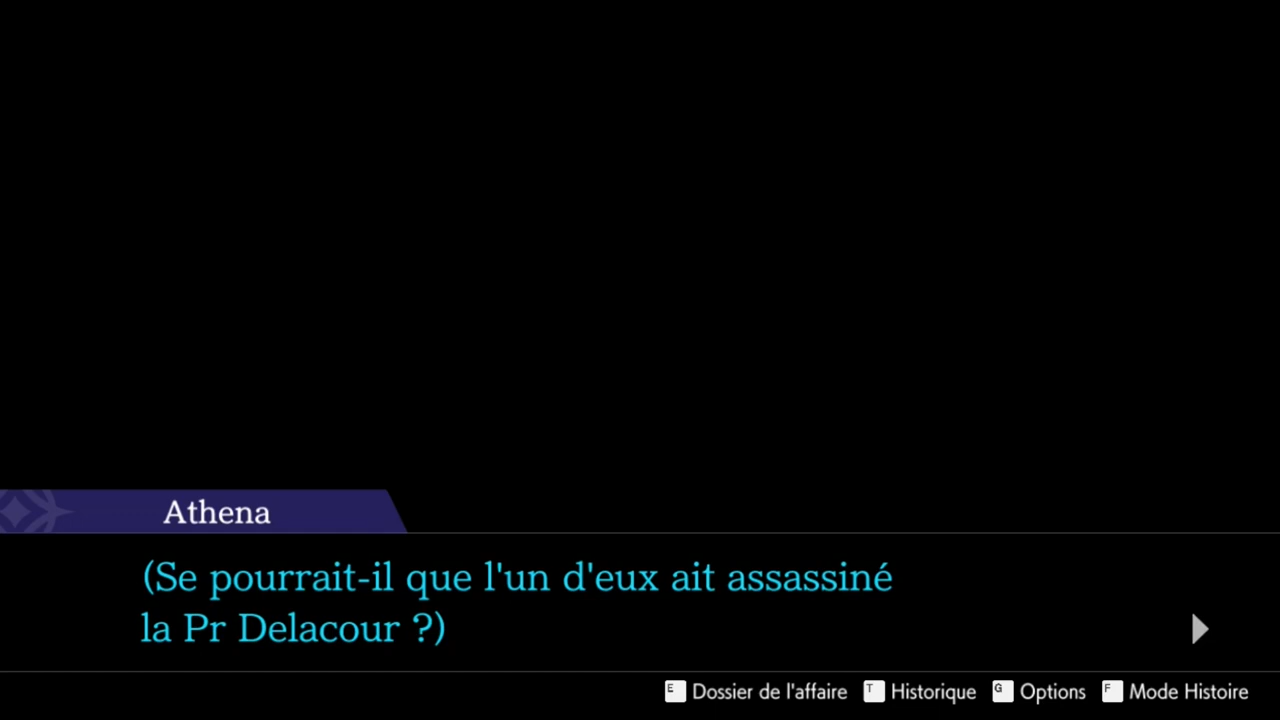 Athena
(Se pourrait-il que l'un d'eux ait assassiné
la Pr Delacour ?)
E Dossier de l'affaire T Historique G Options F Mode Histoire